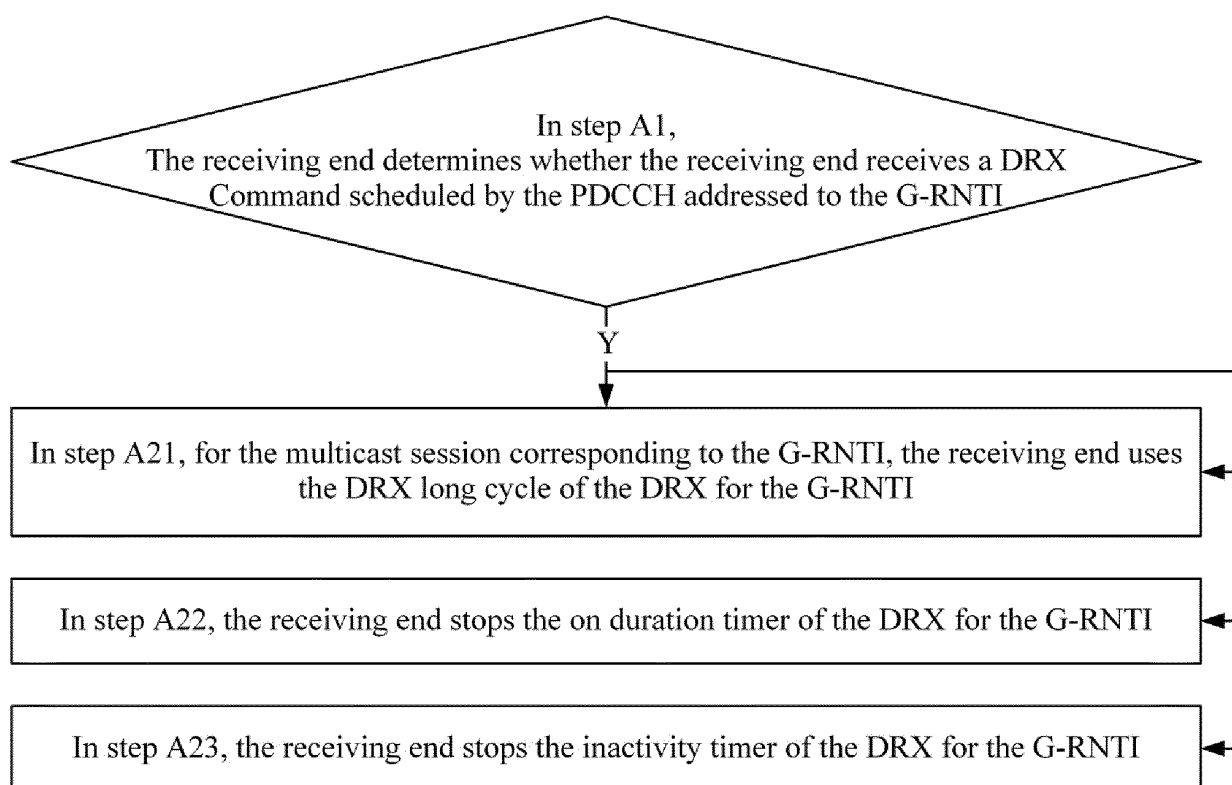 In step A1,
The receiving end determines whether the receiving end receives a DRX
Command scheduled by the PDCCH addressed to the G-RNTI
Y
In step A21, for the multicast session corresponding to the G-RNTI, the receiving end uses
the DRX long cycle of the DRX for the G-RNTI
In step A22, the receiving end stops the on duration timer of the DRX for the G-RNTI
In step A23, the receiving end stops the inactivity timer of the DRX for the G-RNTI